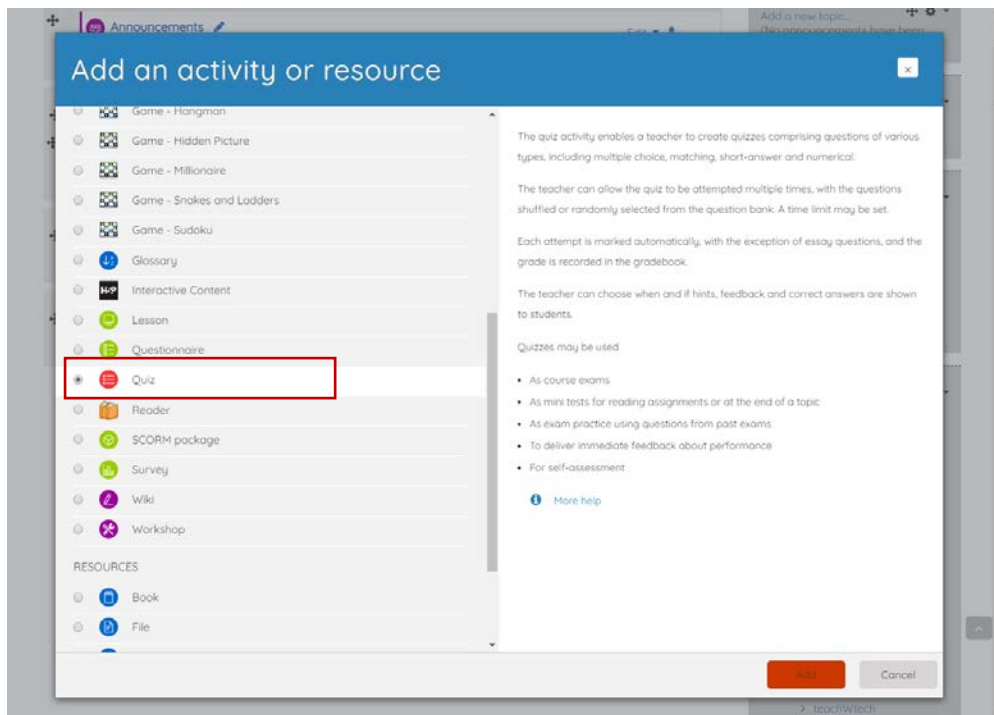 Announcements
Add a new topic...
(No announcements have been
Add an activity or resource
Game - Hangman
Game - Hidden Picture
Game - Millionaire
Game - Snakes and Ladders
Game - Sudoku
Glossary
H-P
Interactive Content
Lesson
Questionnaire
Quiz
Reader
SCORM package
Survey
Wiki
Workshop
RESOURCES
Book
File
The quiz activity enables a teacher to create quizzes comprising questions of various
types, including multiple choice, matching, short-answer and numerical.
The teacher can allow the quiz to be attempted multiple times, with the questions
shuffled or randomly selected from the question bank. A time limit may be set.
Each attempt is marked automatically, with the exception of essay questions, and the
grade is recorded in the gradebook.
The teacher can choose when and if hints, feedback and correct answers are shown
to students.
Quizzes may be used
• As course exams
• As mini tests for reading assignments or at the end of a topic
• As exam practice using questions from past exams
• To deliver immediate feedback about performance
• For self-assessment
More help
Add
Cancel
teachWtech